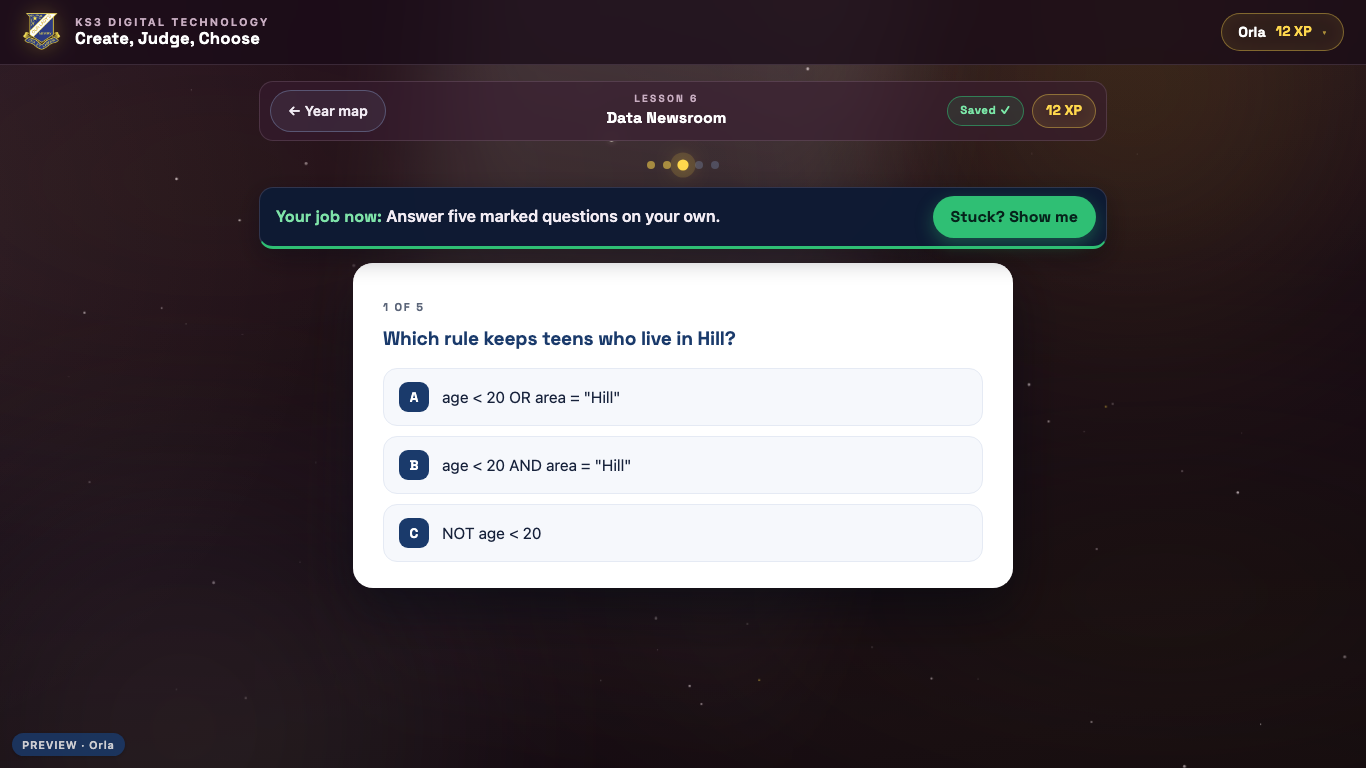 KS3 DIGITAL TECHNOLOGY
Create, Judge, Choose
Orla 12 XP
← Year map
LESSON 6
Data Newsroom
Saved ✓
12 XP
Your job now: Answer five marked questions on your own.
Stuck? Show me
1 OF 5
Which rule keeps teens who live in Hill?
A age < 20 OR area = "Hill"
B age < 20 AND area = "Hill"
C NOT age < 20
PREVIEW · Orla